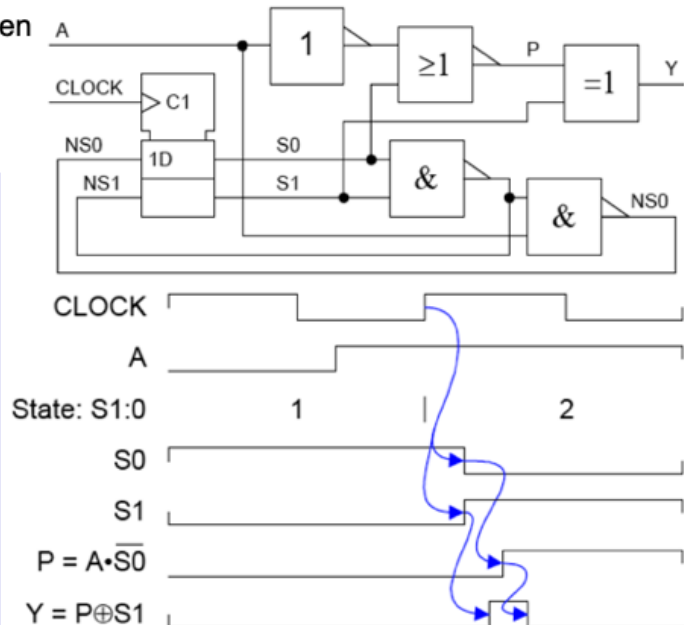 en
A
1
≥1
P
=1
Y
CLOCK
C1
NS0
1D
S0
NS1
S1
&
&
NS0
CLOCK
A
State: S1:0 1 | 2
S0
S1
P = A•S̅0̅
Y = P⊕S1